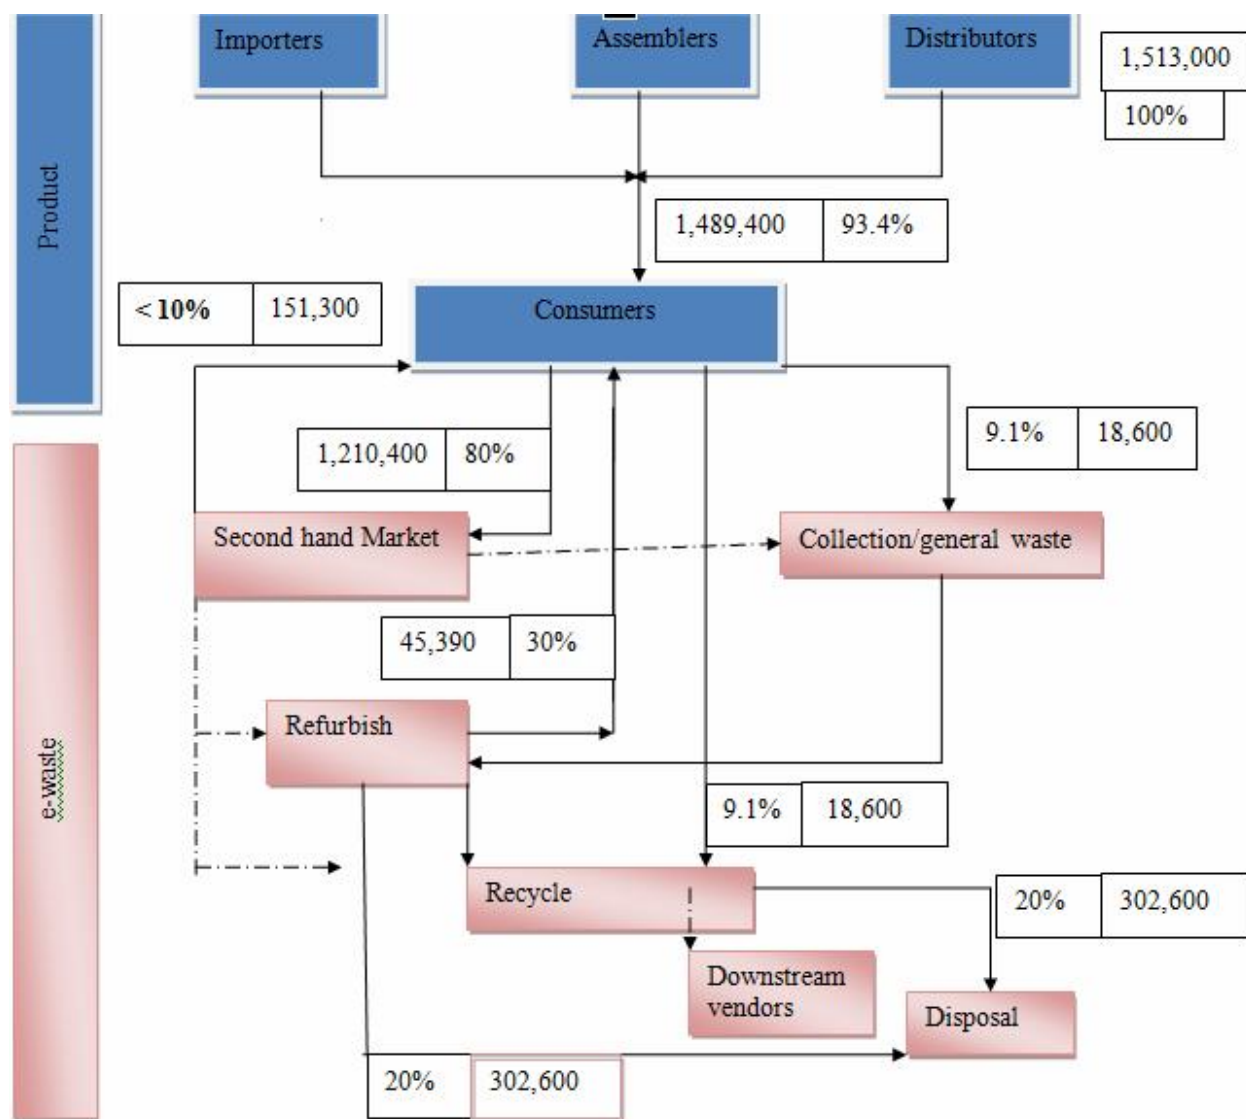 Importers
Assemblers
Distributors
1,513,000
100%
Product
1,489,400 93.4%
< 10% 151,300
Consumers
9.1% 18,600
1,210,400 80%
Second hand Market
Collection/general waste
45,390 30%
Refurbish
e-waste
9.1% 18,600
Recycle
20% 302,600
Downstream
vendors
Disposal
20% 302,600